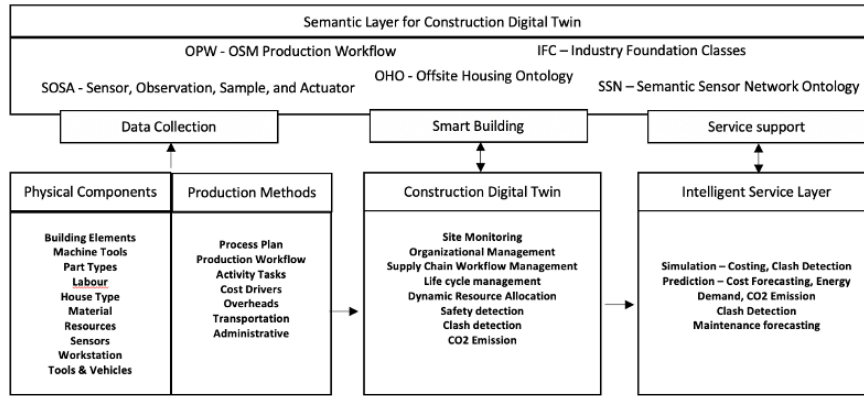 Semantic Layer for Construction Digital Twin
OPW - OSM Production Workflow
IFC – Industry Foundation Classes
SOSA - Sensor, Observation, Sample, and Actuator
OHO - Offsite Housing Ontology
SSN – Semantic Sensor Network Ontology
Data Collection
Smart Building
Service support
Physical Components
Production Methods
Construction Digital Twin
Intelligent Service Layer
Building Elements
Machine Tools
Part Types
Labour
House Type
Material
Resources
Sensors
Workstation
Tools & Vehicles
Process Plan
Production Workflow
Activity Tasks
Cost Drivers
Overheads
Transportation
Administrative
Site Monitoring
Organizational Management
Supply Chain Workflow Management
Life cycle management
Dynamic Resource Allocation
Safety detection
Clash detection
CO2 Emission
Simulation – Costing, Clash Detection
Prediction – Cost Forecasting, Energy
Demand, CO2 Emission
Clash Detection
Maintenance forecasting